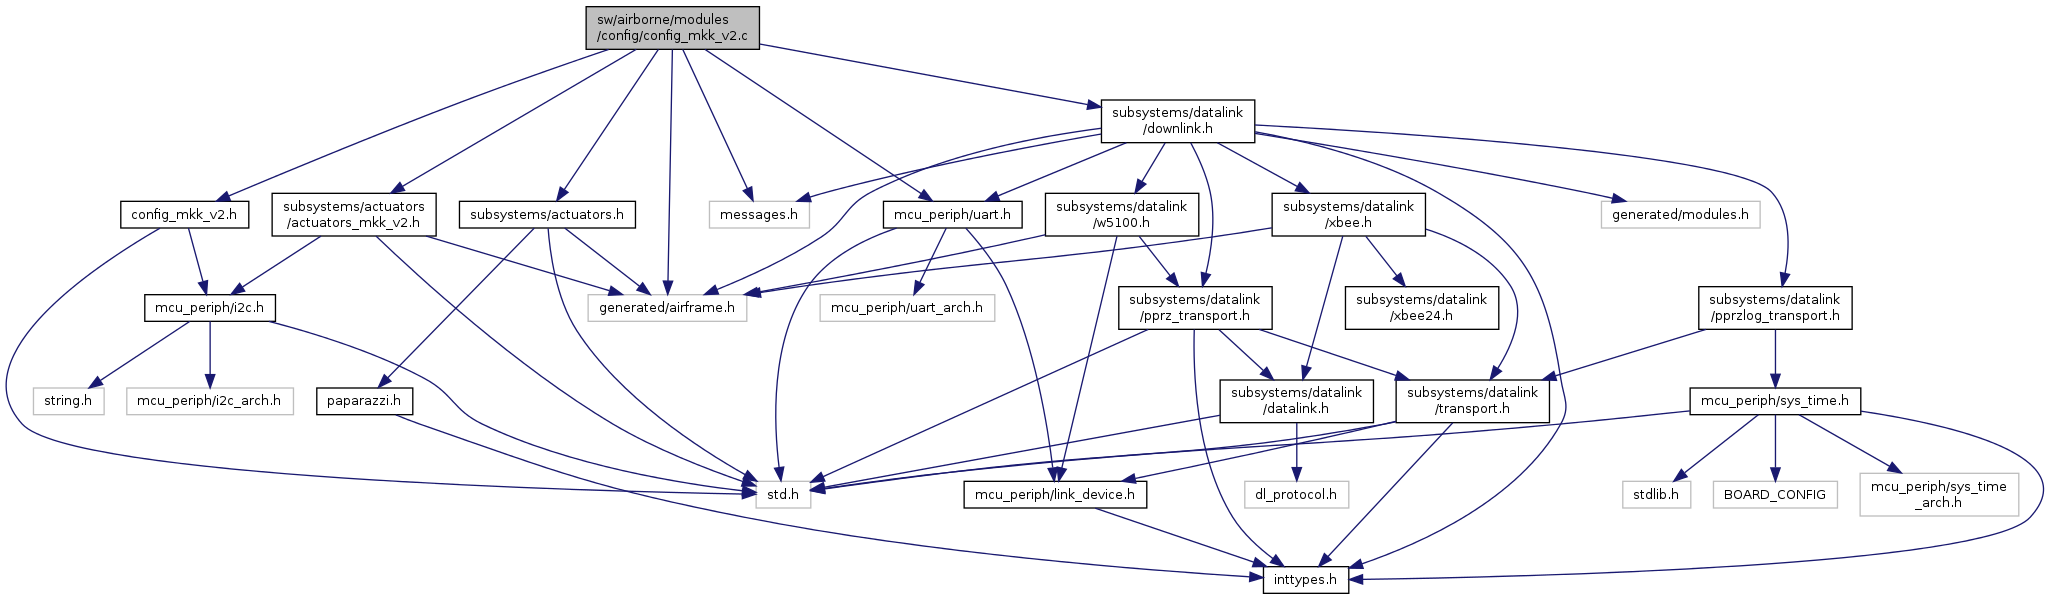 sw/airborne/modules
/config/config_mkk_v2.c
subsystems/datalink
/downlink.h
config_mkk_v2.h
subsystems/actuators
/actuators_mkk_v2.h
subsystems/actuators.h
messages.h
mcu_periph/uart.h
subsystems/datalink
/w5100.h
subsystems/datalink
/xbee.h
generated/modules.h
mcu_periph/i2c.h
generated/airframe.h
mcu_periph/uart_arch.h
subsystems/datalink
/pprz_transport.h
subsystems/datalink
/xbee24.h
subsystems/datalink
/pprzlog_transport.h
string.h
mcu_periph/i2c_arch.h
paparazzi.h
subsystems/datalink
/datalink.h
subsystems/datalink
/transport.h
mcu_periph/sys_time.h
std.h
mcu_periph/link_device.h
dl_protocol.h
stdlib.h
BOARD_CONFIG
mcu_periph/sys_time
_arch.h
inttypes.h